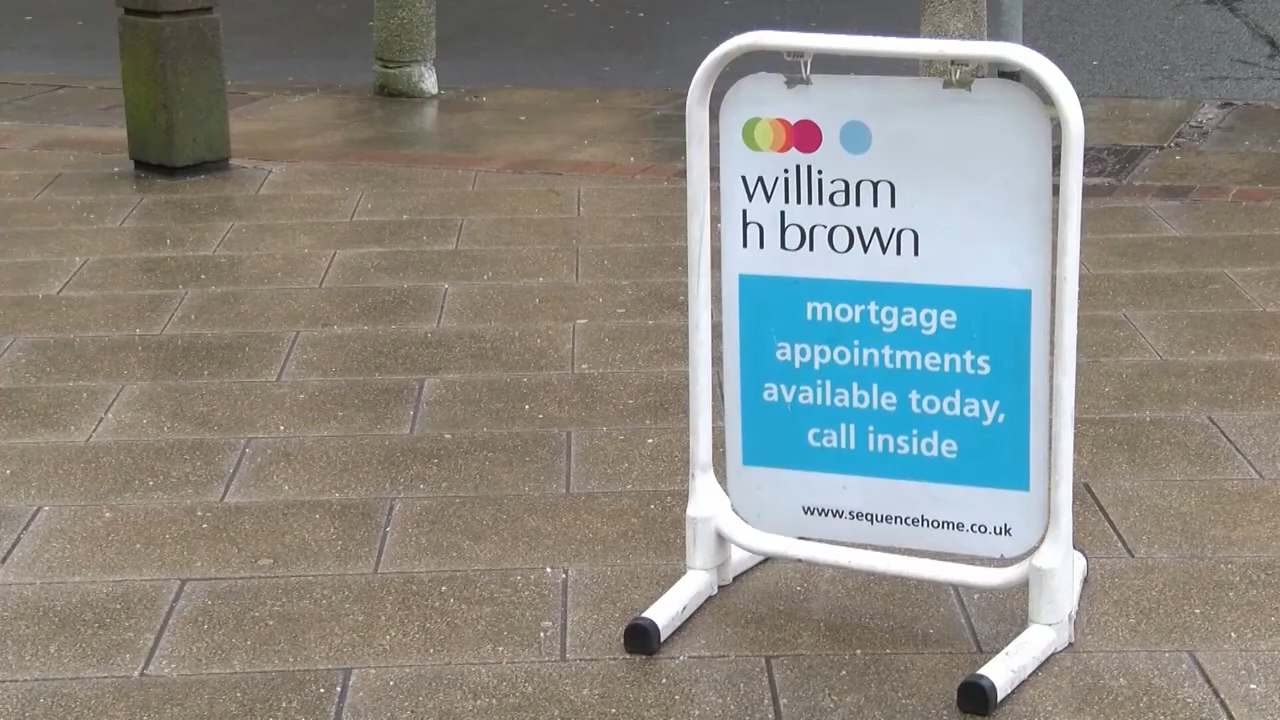 william
h brown
mortgage
appointments
available today,
call inside
www.sequencehome.co.uk